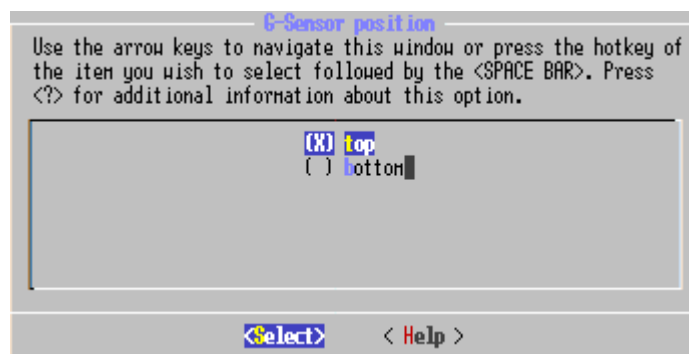 G-Sensor position
Use the arrow keys to navigate this window or press the hotkey of
the item you wish to select followed by the <SPACE BAR>. Press
<?> for additional information about this option.
(X) top
( ) bottom
<Select> < Help >